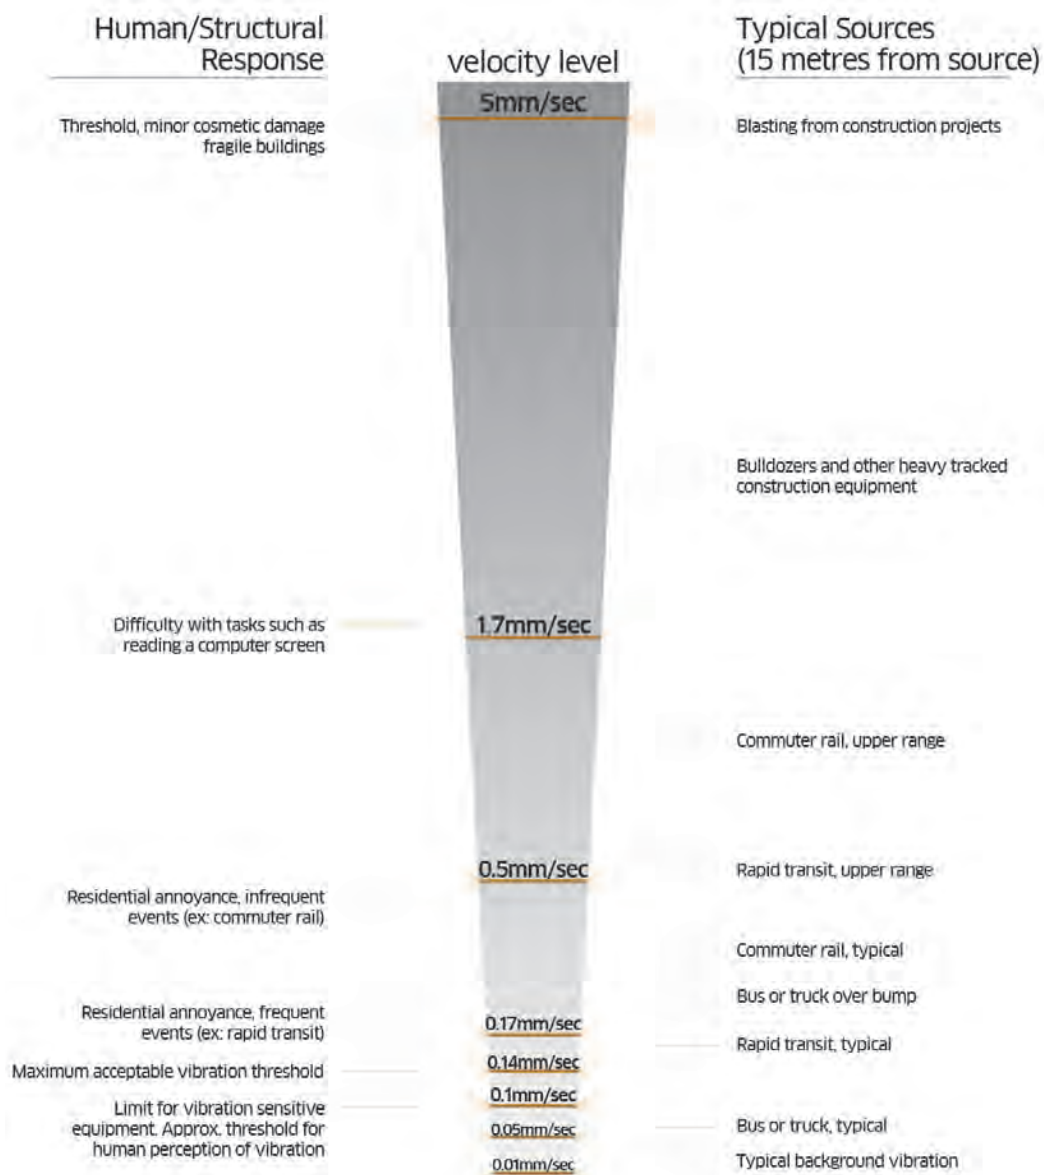 Human/Structural
Response
velocity level
Typical Sources
(15 metres from source)
5mm/sec
Threshold, minor cosmetic damage
fragile buildings
Blasting from construction projects
Bulldozers and other heavy tracked
construction equipment
Difficulty with tasks such as
reading a computer screen
1.7mm/sec
Commuter rail, upper range
0.5mm/sec
Rapid transit, upper range
Residential annoyance, infrequent
events (ex: commuter rail)
Commuter rail, typical
Bus or truck over bump
Residential annoyance, frequent
events (ex: rapid transit)
0.17mm/sec
Rapid transit, typical
Maximum acceptable vibration threshold
0.14mm/sec
0.1mm/sec
Limit for vibration sensitive
equipment. Approx. threshold for
human perception of vibration
0.05mm/sec
Bus or truck, typical
0.01mm/sec
Typical background vibration